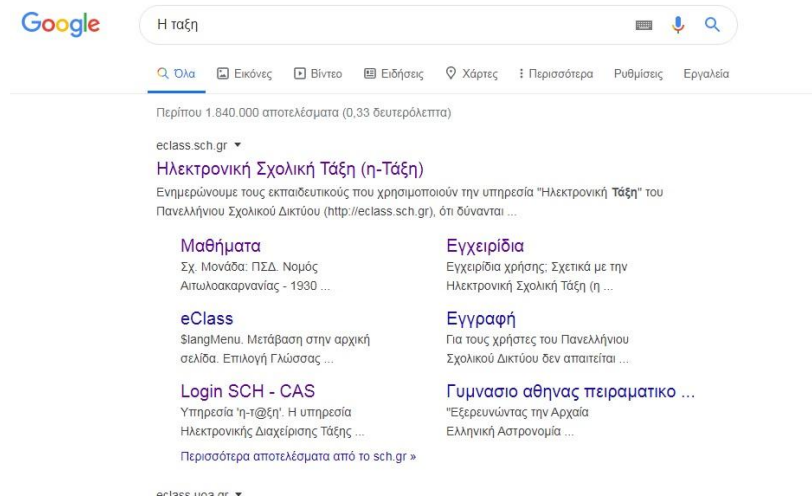 Google
Η ταξη
Όλα Εικόνες Βίντεο Ειδήσεις Χάρτες Περισσότερα Ρυθμίσεις Εργαλεία
Περίπου 1.840.000 αποτελέσματα (0,33 δευτερόλεπτα)
eclass.sch.gr
Ηλεκτρονική Σχολική Τάξη (η-Τάξη)
Ενημερώνουμε τους εκπαιδευτικούς που χρησιμοποιούν την υπηρεσία "Ηλεκτρονική Τάξη" του
Πανελλήνιου Σχολικού Δικτύου (http://eclass.sch.gr), ότι δύνανται ...
Μαθήματα
Σχ. Μονάδα: ΠΣΔ. Νομός
Αιτωλοακαρνανίας - 1930 ...
Εγχειρίδια
Εγχειρίδια χρήσης; Σχετικά με την
Ηλεκτρονική Σχολική Τάξη (η ...
eClass
$langMenu. Μετάβαση στην αρχική
σελίδα. Επιλογή Γλώσσας ...
Εγγραφή
Για τους χρήστες του Πανελλήνιου
Σχολικού Δικτύου δεν απαιτείται ...
Login SCH - CAS
Υπηρεσία 'η-τ@ξη'. Η υπηρεσία
Ηλεκτρονικής Διαχείρισης Τάξης ...
Γυμνασιο αθηνας πειραματικο ...
"Εξερευνώντας την Αρχαία
Ελληνική Αστρονομία ...
Περισσότερα αποτελέσματα από το sch.gr »
eclass.uoa.gr